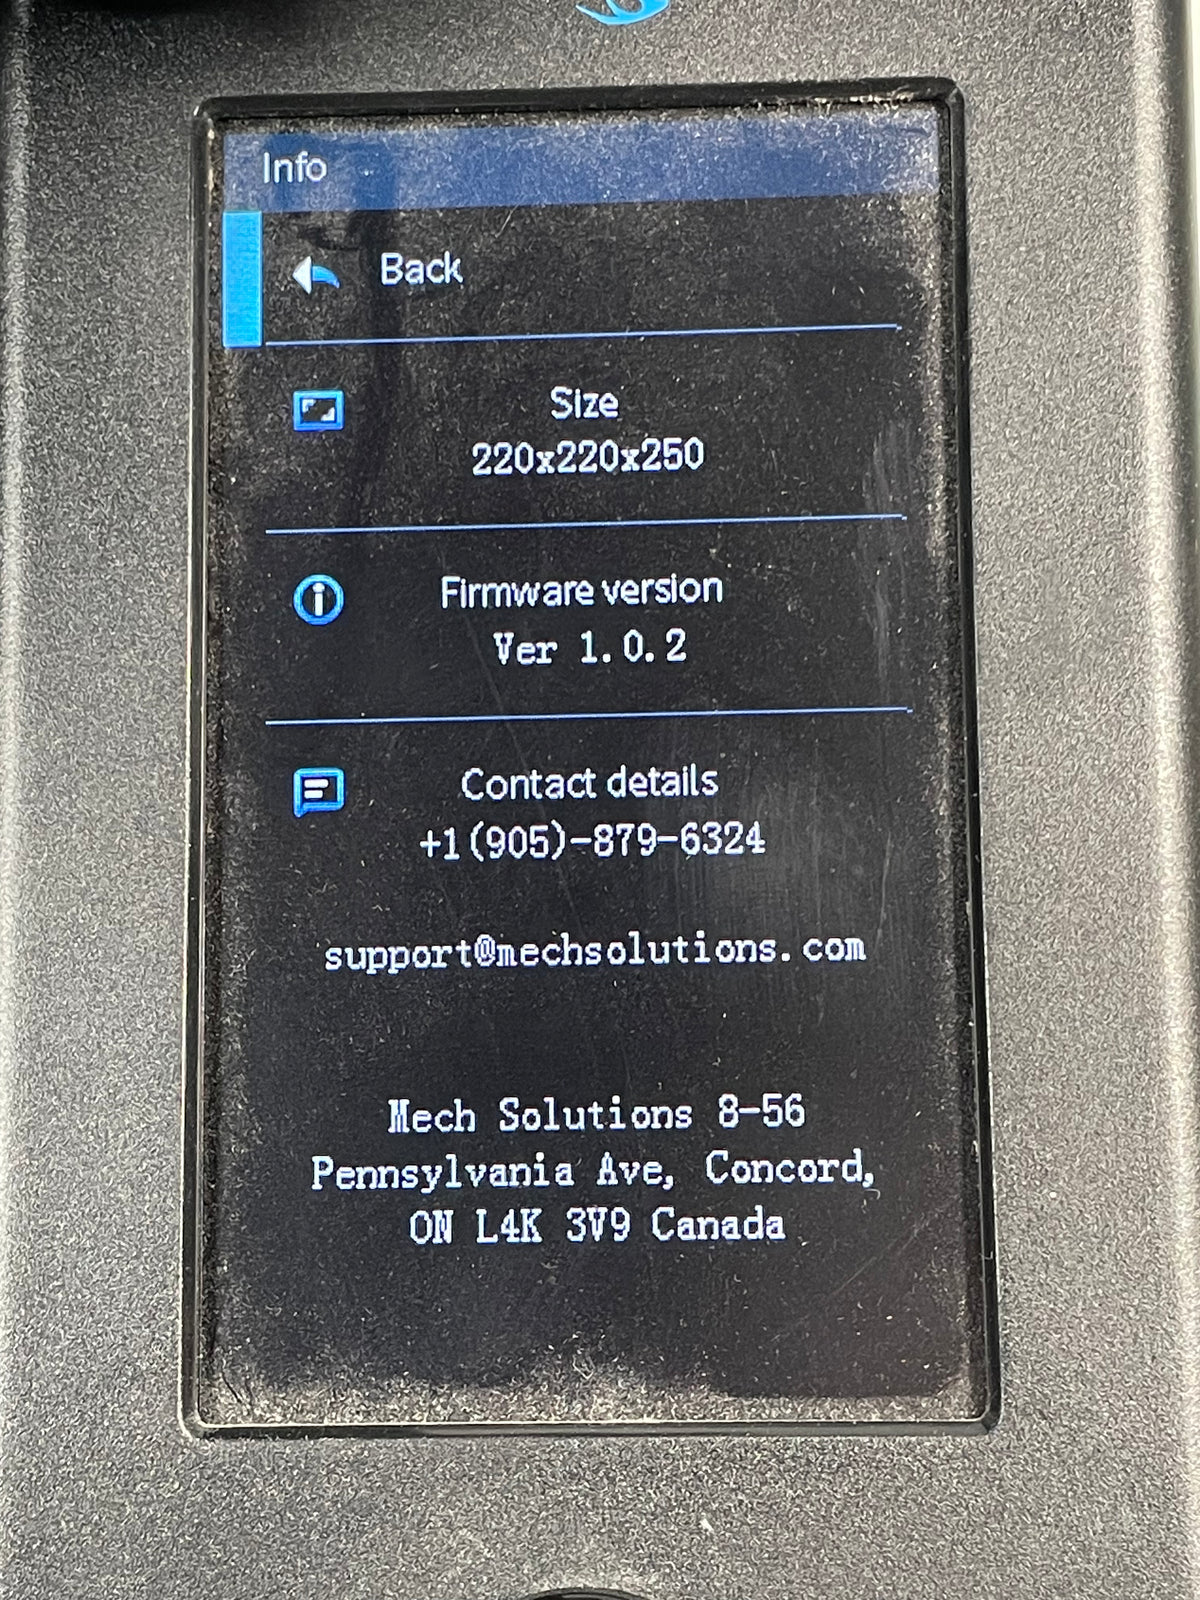 Info
Back
Size
220x220x250
Firmware version
Ver 1.0.2
Contact details
+1(905)-879-6324
support@mechsolutions.com
Mech Solutions 8-56
Pennsylvania Ave, Concord,
ON L4K 3V9 Canada